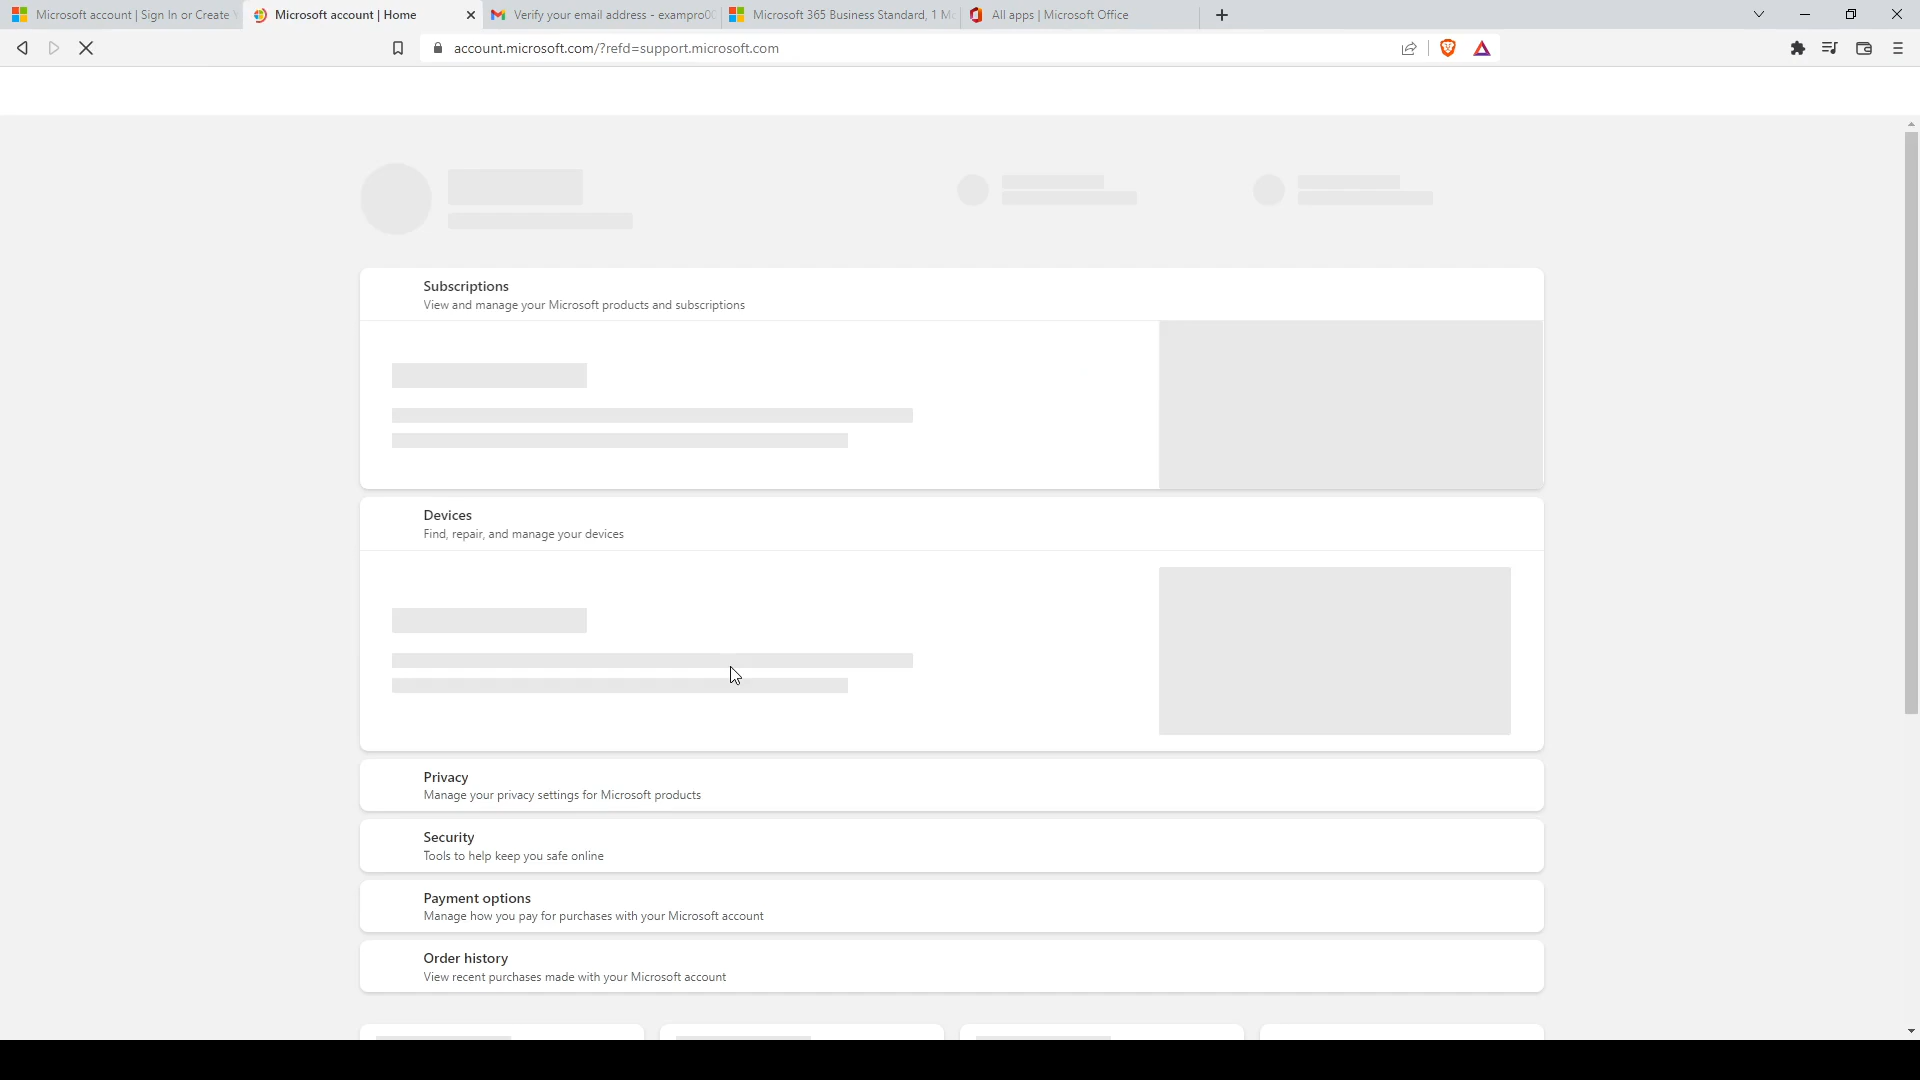 Microsoft account | Sign In or Create
Microsoft account | Home
Verify your email address - exampro00
Microsoft 365 Business Standard, 1 Mo
All apps | Microsoft Office
account.microsoft.com/?refd=support.microsoft.com
Subscriptions
View and manage your Microsoft products and subscriptions
Devices
Find, repair, and manage your devices
Privacy
Manage your privacy settings for Microsoft products
Security
Tools to help keep you safe online
Payment options
Manage how you pay for purchases with your Microsoft account
Order history
View recent purchases made with your Microsoft account